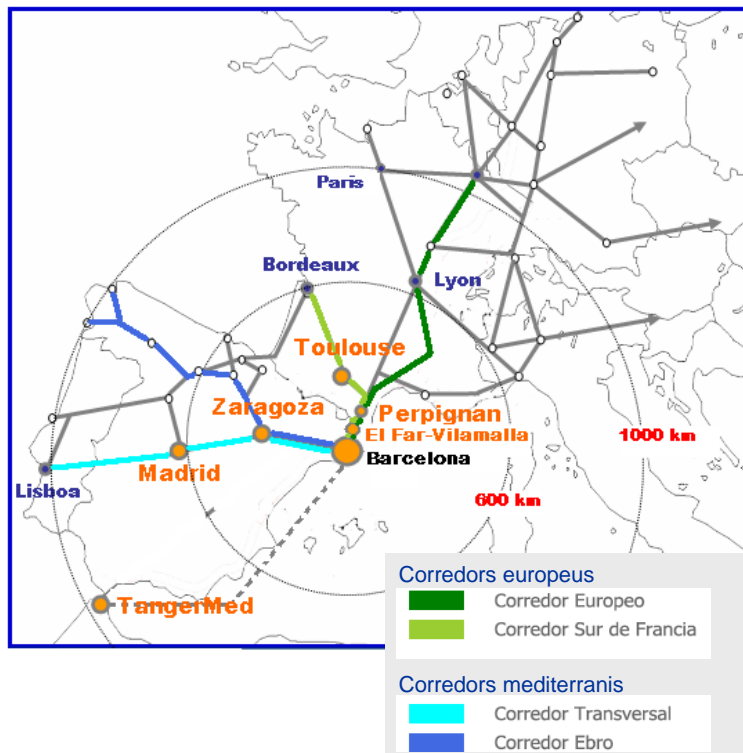 Paris
Bordeaux
Lyon
Toulouse
Zaragoza
Perpignan
El Far-Vilamalla
1000 km
Barcelona
Madrid
Lisboa
600 km
TangerMed
Corredors europeus
Corredor Europeo
Corredor Sur de Francia
Corredors mediterranis
Corredor Transversal
Corredor Ebro